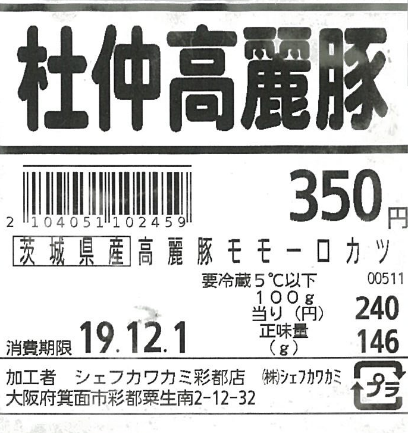 杜仲高麗豚
2 104051 102459
350円
茨城県産 高麗豚モモ一口カツ
要冷蔵5℃以下 00511
100g
当り(円) 240
消費期限 19.12.1
正味量
(g) 146
加工者 シェフカワカミ彩都店 ㈱シェフカワカミ
大阪府箕面市彩都粟生南2-12-32
プラ